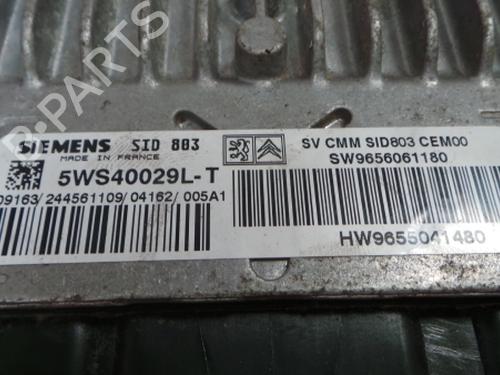 B-PARTS
SIEMENS SID 803
MADE IN FRANCE
5WS40029L-T
09163/244561109/04162/005A1
SV CMM SID803 CEM00
SW9656061180
HW9655041480